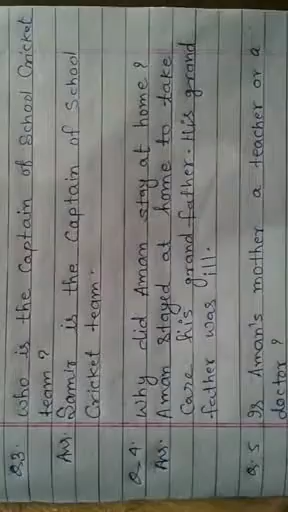 Q.3. Who is the Captain of School Cricket
team?
Ans. Samir is the Captain of School
Cricket team.
Q-4. Why did Aman stay at home?
Ans. Aman stayed at home to take
Care his grand father. His grand
father was ill.
Q.5 Is Aman's mother a teacher or a
doctor?